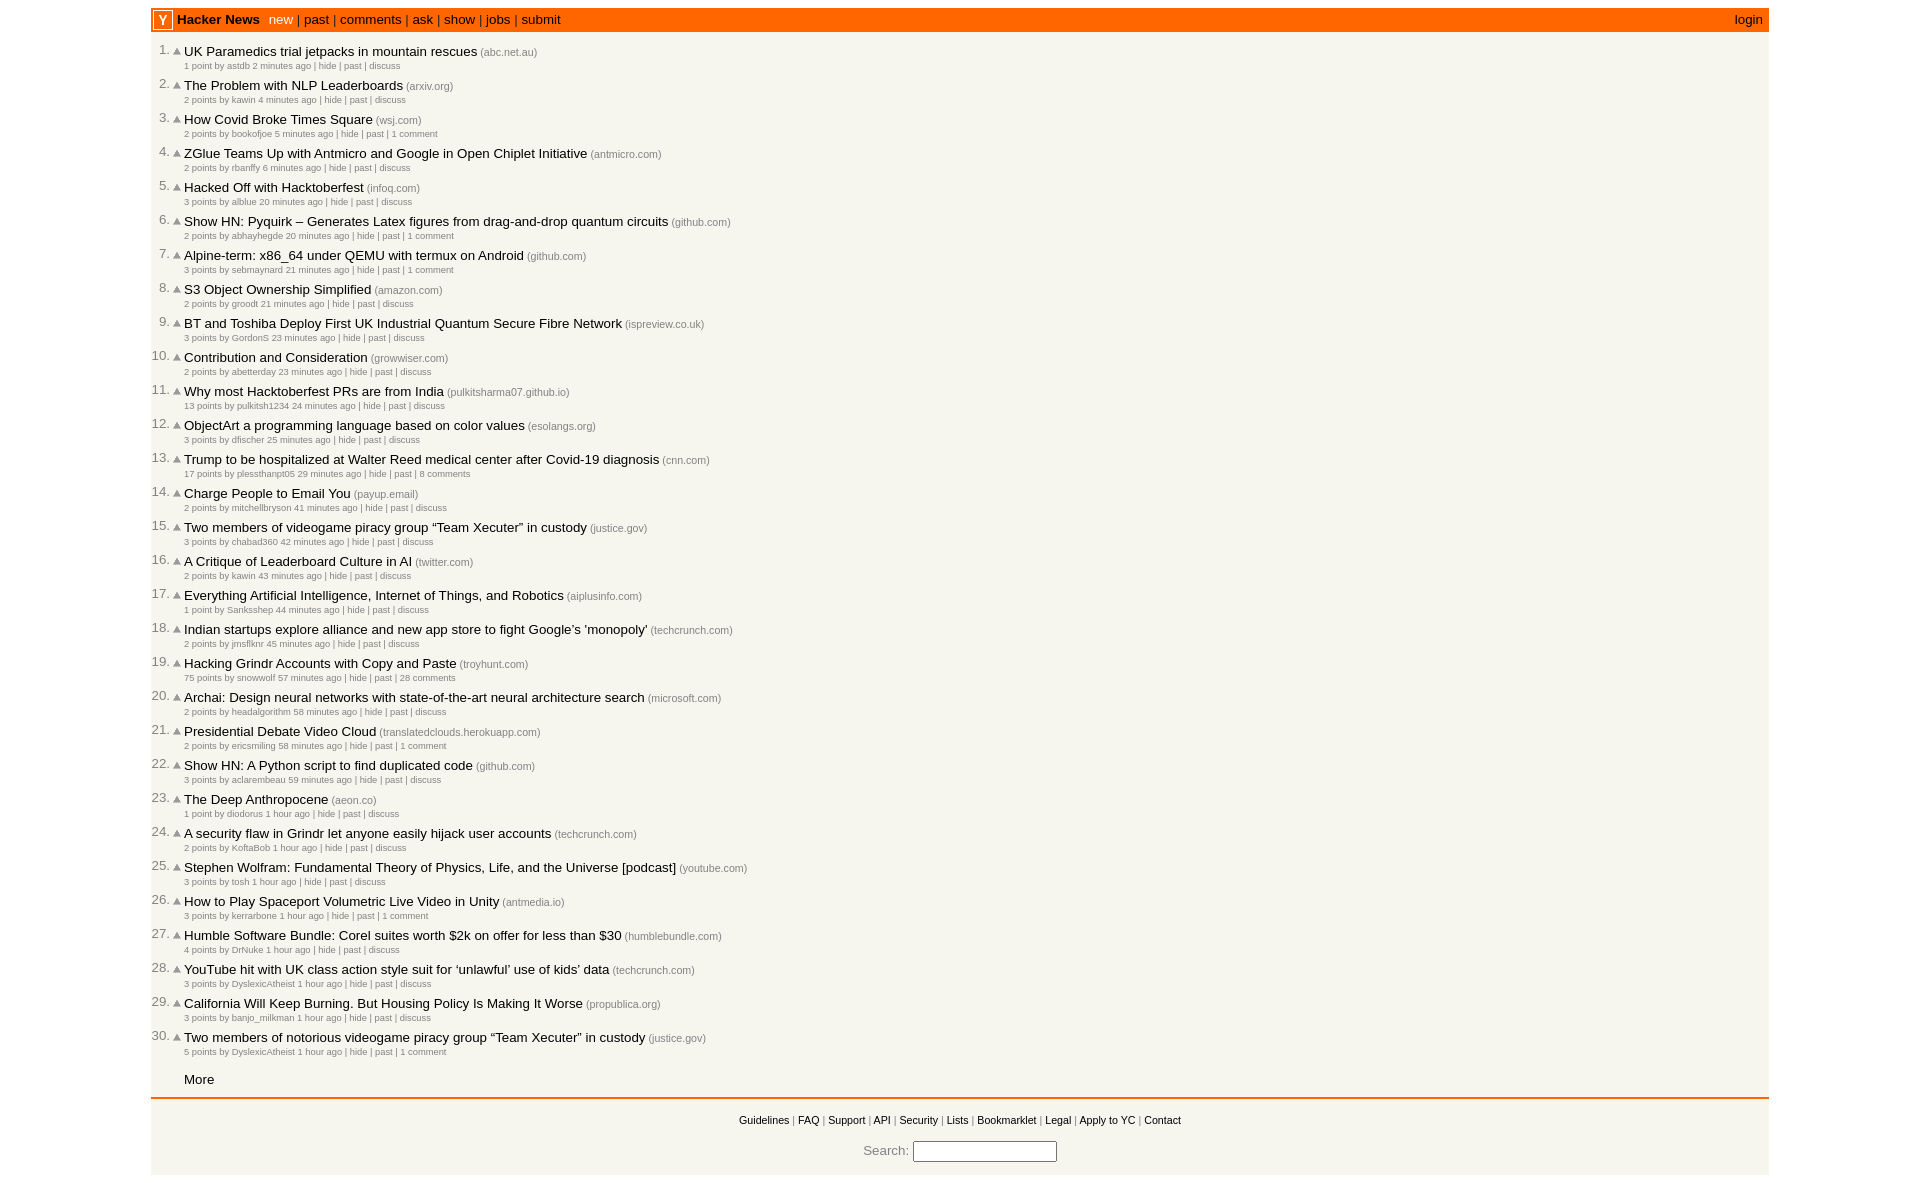 Y Hacker News new | past | comments | ask | show | jobs | submit login
1. UK Paramedics trial jetpacks in mountain rescues (abc.net.au)
1 point by astdb 2 minutes ago | hide | past | discuss
2. The Problem with NLP Leaderboards (arxiv.org)
2 points by kawin 4 minutes ago | hide | past | discuss
3. How Covid Broke Times Square (wsj.com)
2 points by bookofjoe 5 minutes ago | hide | past | 1 comment
4. ZGlue Teams Up with Antmicro and Google in Open Chiplet Initiative (antmicro.com)
2 points by rbanffy 6 minutes ago | hide | past | discuss
5. Hacked Off with Hacktoberfest (infoq.com)
3 points by alblue 20 minutes ago | hide | past | discuss
6. Show HN: Pyquirk – Generates Latex figures from drag-and-drop quantum circuits (github.com)
2 points by abhayhegde 20 minutes ago | hide | past | 1 comment
7. Alpine-term: x86_64 under QEMU with termux on Android (github.com)
3 points by sebmaynard 21 minutes ago | hide | past | 1 comment
8. S3 Object Ownership Simplified (amazon.com)
2 points by groodt 21 minutes ago | hide | past | discuss
9. BT and Toshiba Deploy First UK Industrial Quantum Secure Fibre Network (ispreview.co.uk)
3 points by GordonS 23 minutes ago | hide | past | discuss
10. Contribution and Consideration (growwiser.com)
2 points by abetterday 23 minutes ago | hide | past | discuss
11. Why most Hacktoberfest PRs are from India (pulkitsharma07.github.io)
13 points by pulkitsh1234 24 minutes ago | hide | past | discuss
12. ObjectArt a programming language based on color values (esolangs.org)
3 points by dfischer 25 minutes ago | hide | past | discuss
13. Trump to be hospitalized at Walter Reed medical center after Covid-19 diagnosis (cnn.com)
17 points by plessthanpt05 29 minutes ago | hide | past | 8 comments
14. Charge People to Email You (payup.email)
2 points by mitchellbryson 41 minutes ago | hide | past | discuss
15. Two members of videogame piracy group “Team Xecuter” in custody (justice.gov)
3 points by chabad360 42 minutes ago | hide | past | discuss
16. A Critique of Leaderboard Culture in AI (twitter.com)
2 points by kawin 43 minutes ago | hide | past | discuss
17. Everything Artificial Intelligence, Internet of Things, and Robotics (aiplusinfo.com)
1 point by Sanksshep 44 minutes ago | hide | past | discuss
18. Indian startups explore alliance and new app store to fight Google’s 'monopoly' (techcrunch.com)
2 points by jmsflknr 45 minutes ago | hide | past | discuss
19. Hacking Grindr Accounts with Copy and Paste (troyhunt.com)
75 points by snowwolf 57 minutes ago | hide | past | 28 comments
20. Archai: Design neural networks with state-of-the-art neural architecture search (microsoft.com)
2 points by headalgorithm 58 minutes ago | hide | past | discuss
21. Presidential Debate Video Cloud (translatedclouds.herokuapp.com)
2 points by ericsmiling 58 minutes ago | hide | past | 1 comment
22. Show HN: A Python script to find duplicated code (github.com)
3 points by aclarembeau 59 minutes ago | hide | past | discuss
23. The Deep Anthropocene (aeon.co)
1 point by diodorus 1 hour ago | hide | past | discuss
24. A security flaw in Grindr let anyone easily hijack user accounts (techcrunch.com)
2 points by KoftaBob 1 hour ago | hide | past | discuss
25. Stephen Wolfram: Fundamental Theory of Physics, Life, and the Universe [podcast] (youtube.com)
3 points by tosh 1 hour ago | hide | past | discuss
26. How to Play Spaceport Volumetric Live Video in Unity (antmedia.io)
3 points by kerrarbone 1 hour ago | hide | past | 1 comment
27. Humble Software Bundle: Corel suites worth $2k on offer for less than $30 (humblebundle.com)
4 points by DrNuke 1 hour ago | hide | past | discuss
28. YouTube hit with UK class action style suit for ‘unlawful’ use of kids’ data (techcrunch.com)
3 points by DyslexicAtheist 1 hour ago | hide | past | discuss
29. California Will Keep Burning. But Housing Policy Is Making It Worse (propublica.org)
3 points by banjo_milkman 1 hour ago | hide | past | discuss
30. Two members of notorious videogame piracy group “Team Xecuter” in custody (justice.gov)
5 points by DyslexicAtheist 1 hour ago | hide | past | 1 comment
More
Guidelines | FAQ | Support | API | Security | Lists | Bookmarklet | Legal | Apply to YC | Contact
Search: